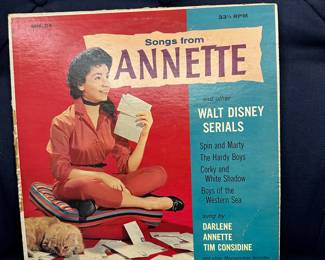 33⅓ RPM
Songs from
ANNETTE
and other
WALT DISNEY
SERIALS
Spin and Marty
The Hardy Boys
Corky and
White Shadow
Boys of the
Western Sea
sung by
DARLENE
ANNETTE
TIM CONSIDINE